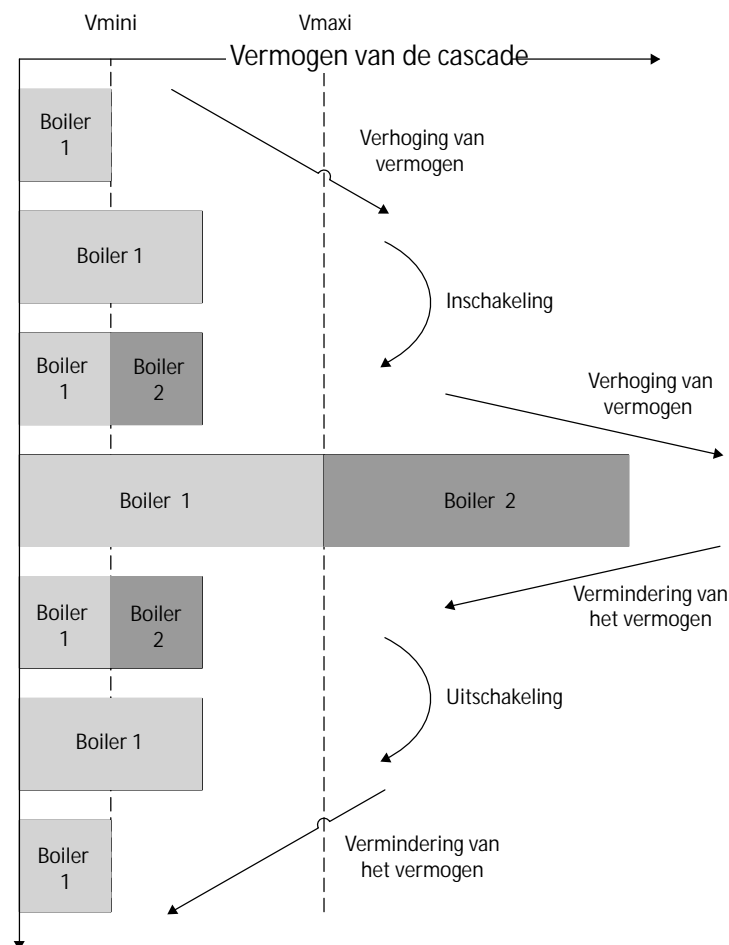 Vmini
Vmaxi
Vermogen van de cascade
Boiler
1
Verhoging van
vermogen
Boiler 1
Inschakeling
Boiler
1
Boiler
2
Verhoging van
vermogen
Boiler 1
Boiler 2
Boiler
1
Boiler
2
Vermindering van
het vermogen
Uitschakeling
Boiler 1
Boiler
1
Vermindering van
het vermogen